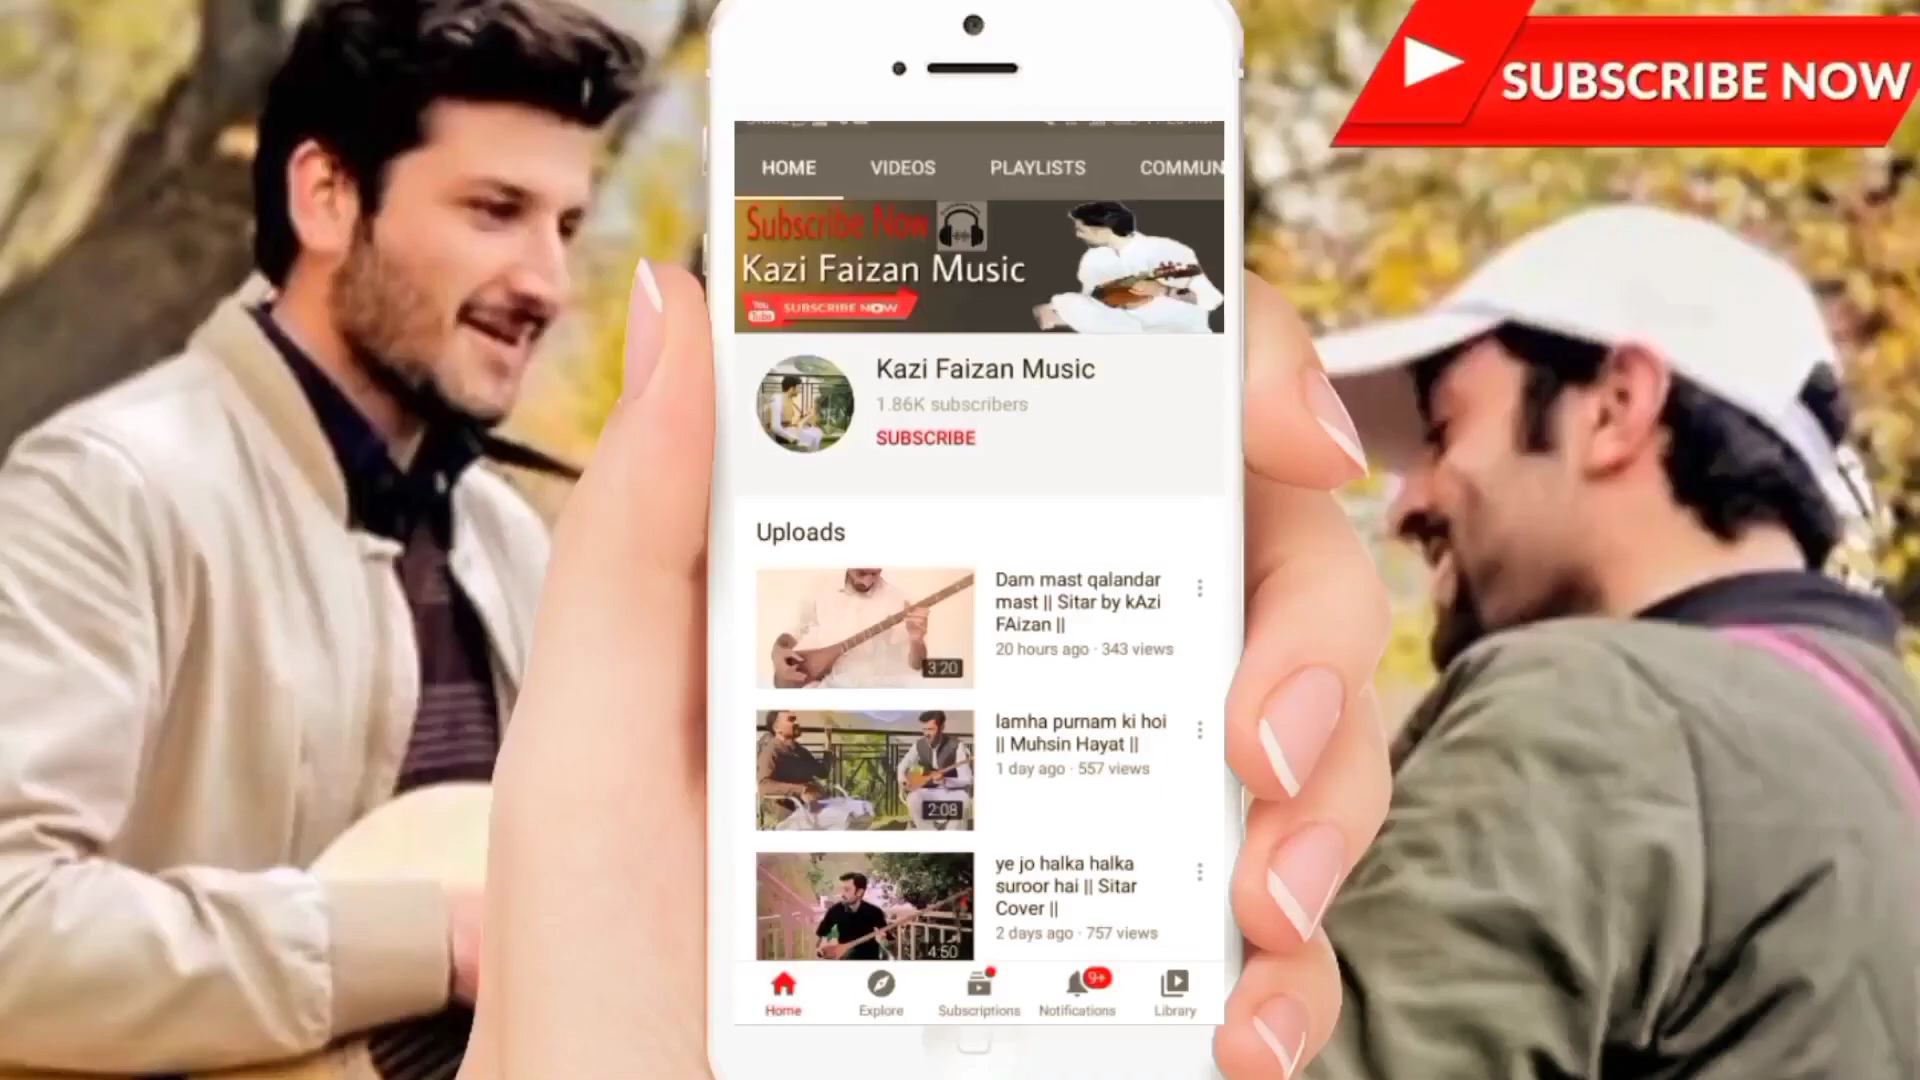 SUBSCRIBE NOW
HOME VIDEOS PLAYLISTS COMMUN
Subscribe Now
Kazi Faizan Music
You Tube SUBSCRIBE NOW
Kazi Faizan Music
1.86K subscribers
SUBSCRIBE
Uploads
Dam mast qalandar
mast || Sitar by kAzi
FAizan ||
20 hours ago · 343 views
3:20
lamha purnam ki hoi
|| Muhsin Hayat ||
1 day ago · 557 views
2:08
ye jo halka halka
suroor hai || Sitar
Cover ||
2 days ago · 757 views
4:50
9+
Home Explore Subscriptions Notifications Library